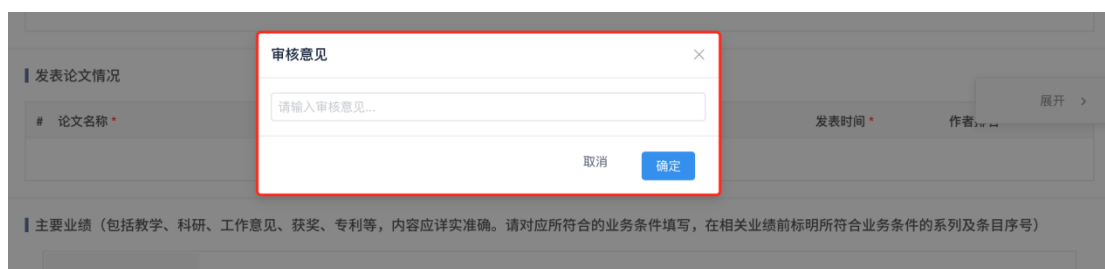 审核意见
发表论文情况
请输入审核意见...
展开
# 论文名称 * 发表时间 * 作者排名
取消 确定
主要业绩（包括教学、科研、工作意见、获奖、专利等，内容应详实准确。请对应所符合的业务条件填写，在相关业绩前标明所符合业务条件的系列及条目序号）